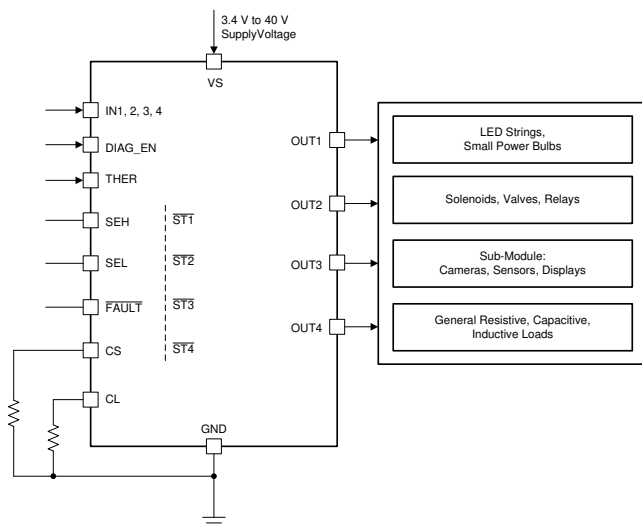 3.4 V to 40 V
SupplyVoltage
VS
IN1, 2, 3, 4
DIAG_EN
THER
SEH
SEL
FAULT
CS
CL
ST1
ST2
ST3
ST4
GND
OUT1
OUT2
OUT3
OUT4
LED Strings,
Small Power Bulbs
Solenoids, Valves, Relays
Sub-Module:
Cameras, Sensors, Displays
General Resistive, Capacitive,
Inductive Loads